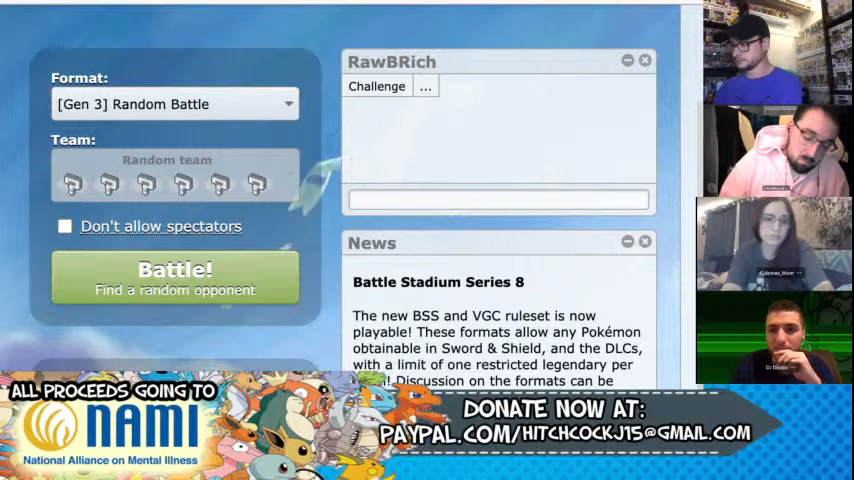 Format:
[Gen 3] Random Battle
Team:
Random team
Don't allow spectators
Battle!
Find a random opponent
RawBRich
Challenge
...
News
Battle Stadium Series 8
The new BSS and VGC ruleset is now
playable! These formats allow any Pokémon
obtainable in Sword & Shield, and the DLCs,
with a limit of one restricted legendary per
Discussion on the formats can be
Cubones_Mom
ALL PROCEEDS GOING TO
NAMI
National Alliance on Mental Illness
DONATE NOW AT:
PAYPAL.COM/HITCHCOCKJ15@GMAIL.COM